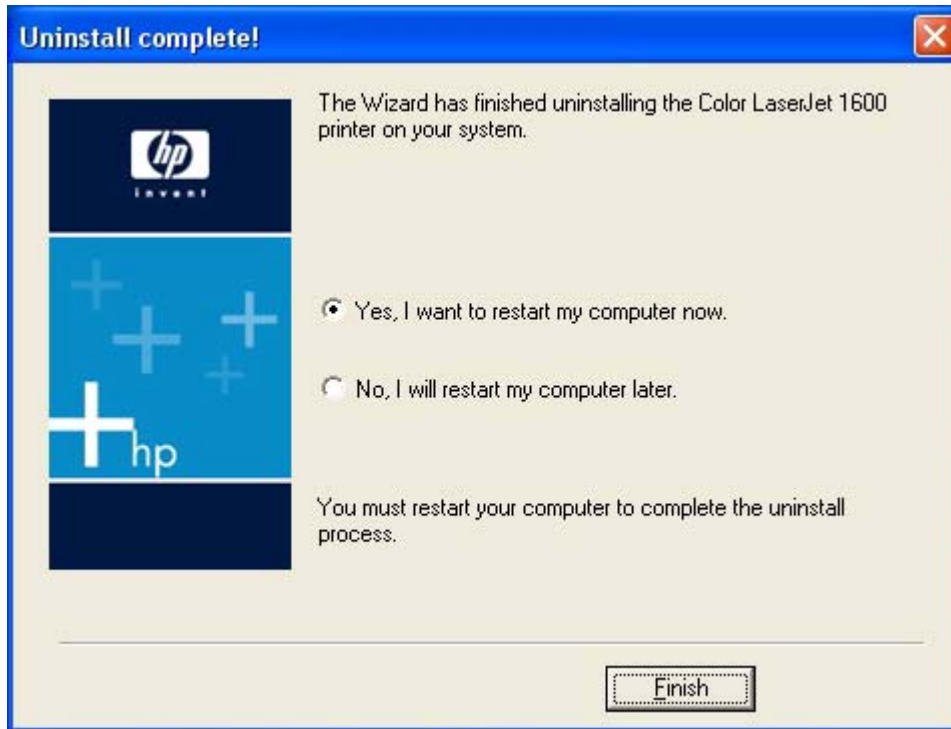 Uninstall complete!
The Wizard has finished uninstalling the Color LaserJet 1600
printer on your system.
hp
invent
Yes, I want to restart my computer now.
No, I will restart my computer later.
hp
You must restart your computer to complete the uninstall
process.
Finish